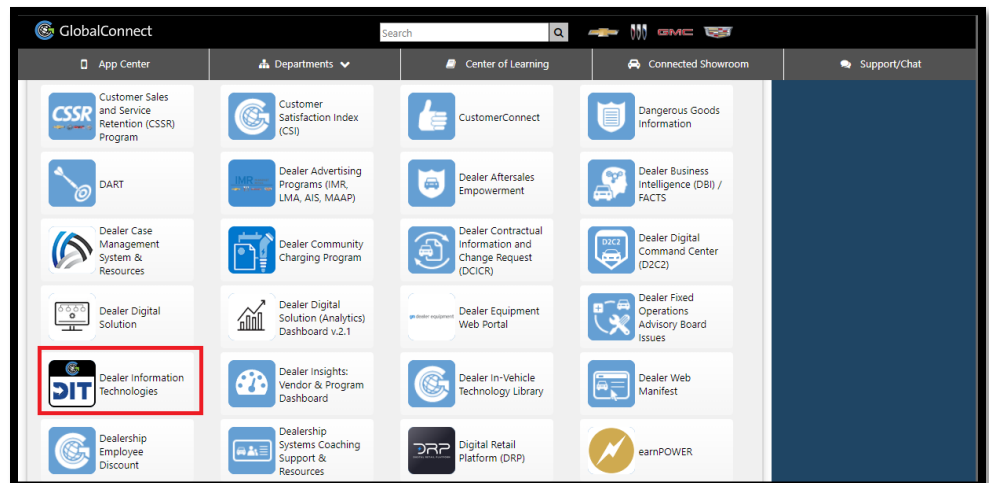 GlobalConnect
Search
GMC
App Center
Departments
Center of Learning
Connected Showroom
Support/Chat
CSSR
Customer Sales
and Service
Retention (CSSR)
Program
Customer
Satisfaction Index
(CSI)
CustomerConnect
Dangerous Goods
Information
DART
IMR
Dealer Advertising
Programs (IMR,
LMA, AIS, MAAP)
Dealer Aftersales
Empowerment
Dealer Business
Intelligence (DBI) /
FACTS
Dealer Case
Management
System &
Resources
Dealer Community
Charging Program
Dealer Contractual
Information and
Change Request
(DCICR)
D2C2
Dealer Digital
Command Center
(D2C2)
Dealer Digital
Solution
Dealer Digital
Solution (Analytics)
Dashboard v.2.1
gm dealer equipment
Dealer Equipment
Web Portal
Dealer Fixed
Operations
Advisory Board
Issues
DIT
Dealer Information
Technologies
Dealer Insights:
Vendor & Program
Dashboard
Dealer In-Vehicle
Technology Library
Dealer Web
Manifest
Dealership
Employee
Discount
Dealership
Systems Coaching
Support &
Resources
DRP
Digital Retail
Platform (DRP)
earnPOWER